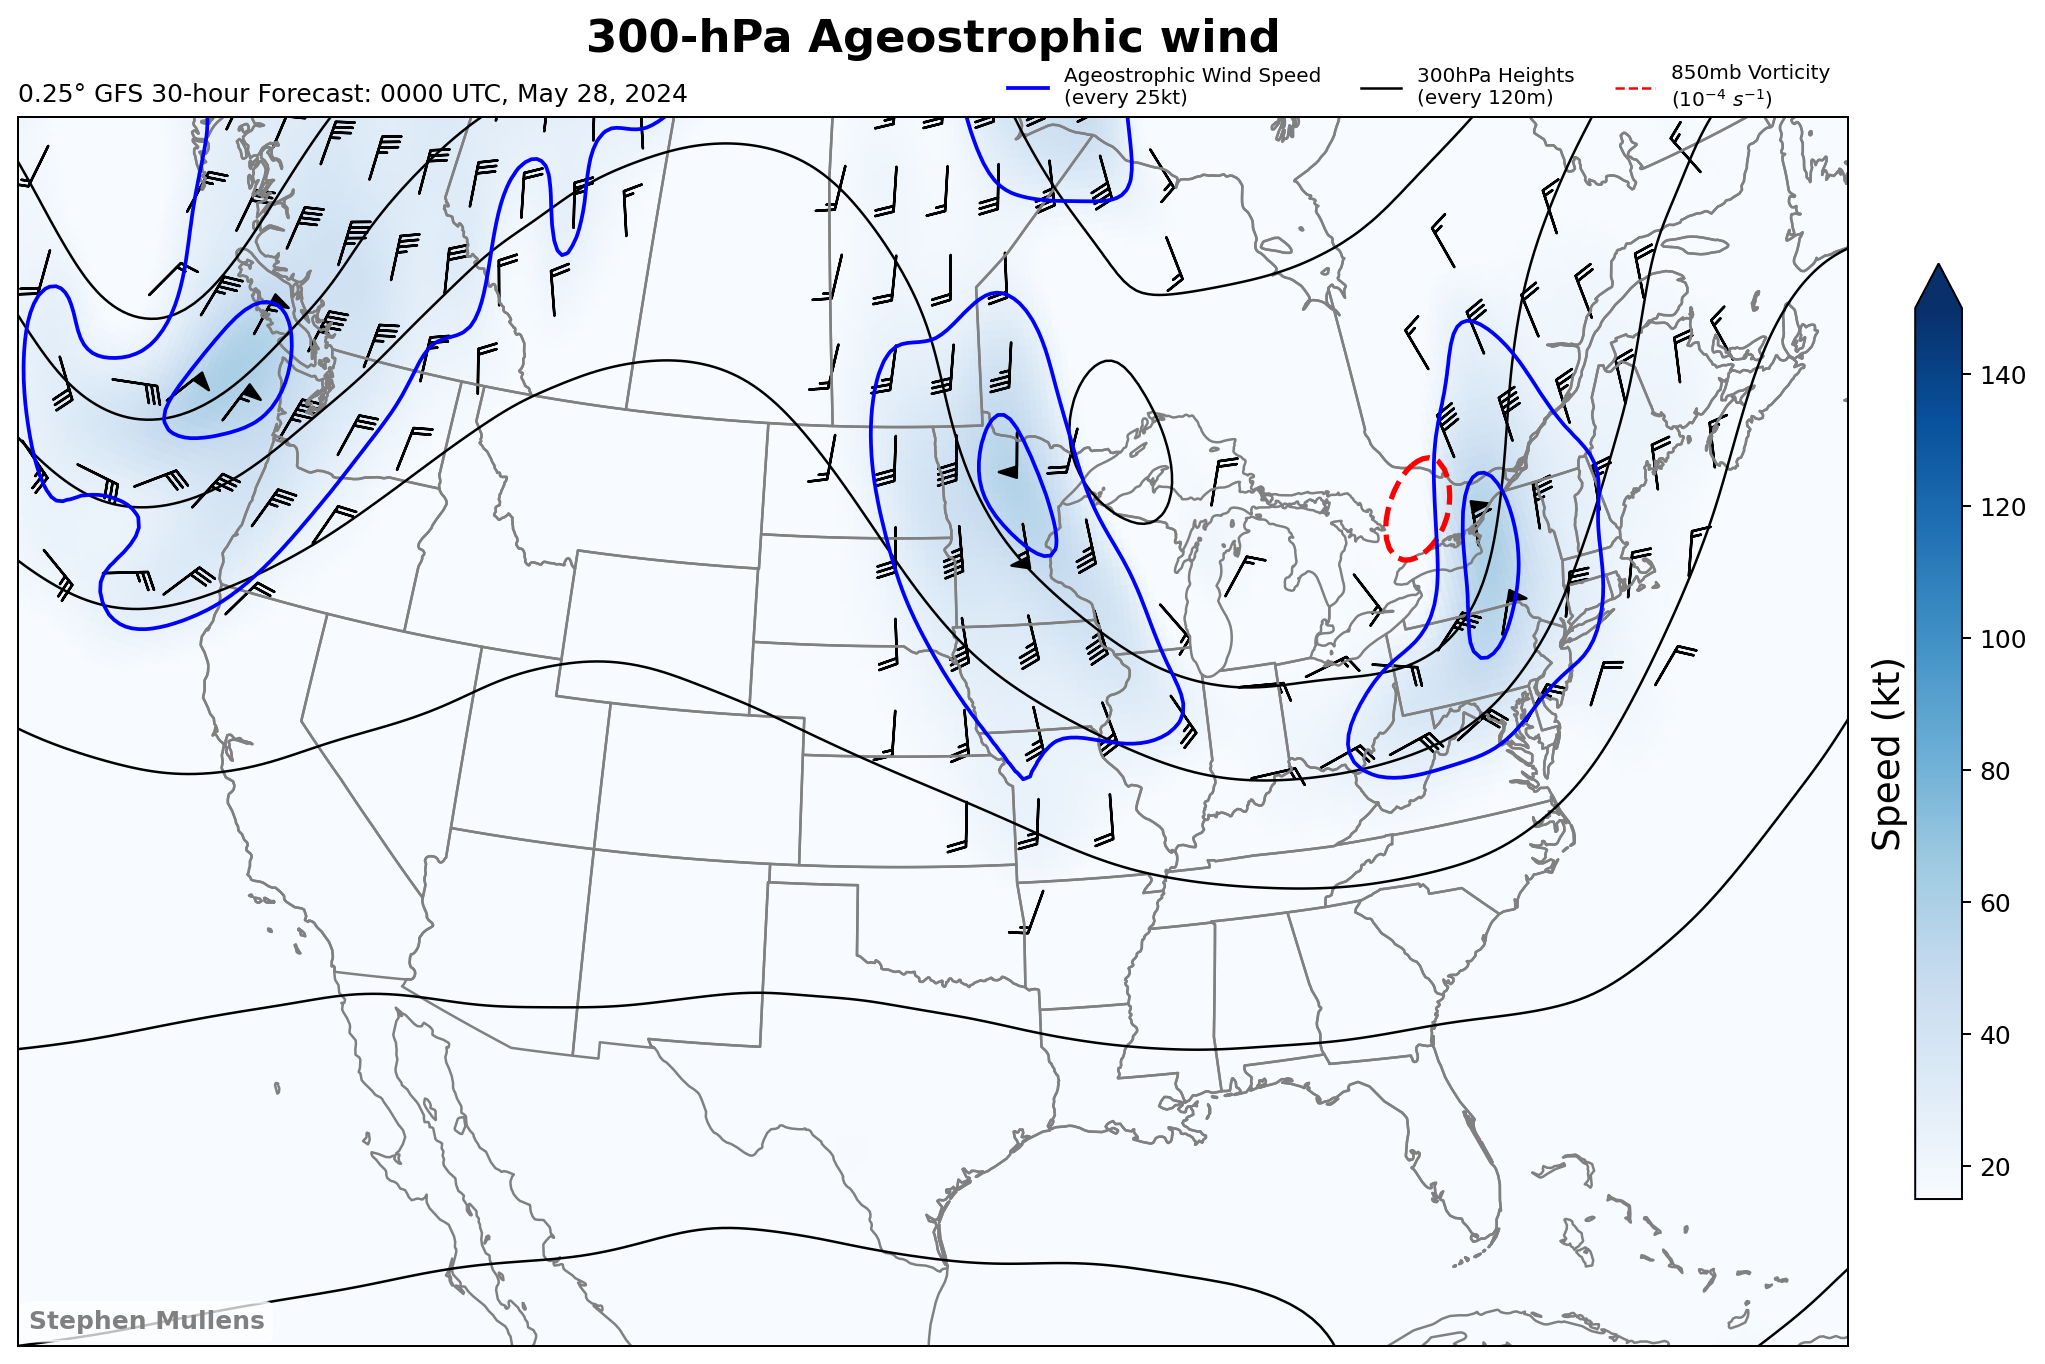 300-hPa Ageostrophic wind
0.25° GFS 30-hour Forecast: 0000 UTC, May 28, 2024
Ageostrophic Wind Speed
(every 25kt)
300hPa Heights
(every 120m)
850mb Vorticity
(10⁻⁴ s⁻¹)
140
120
100
80
60
40
20
Speed (kt)
Stephen Mullens